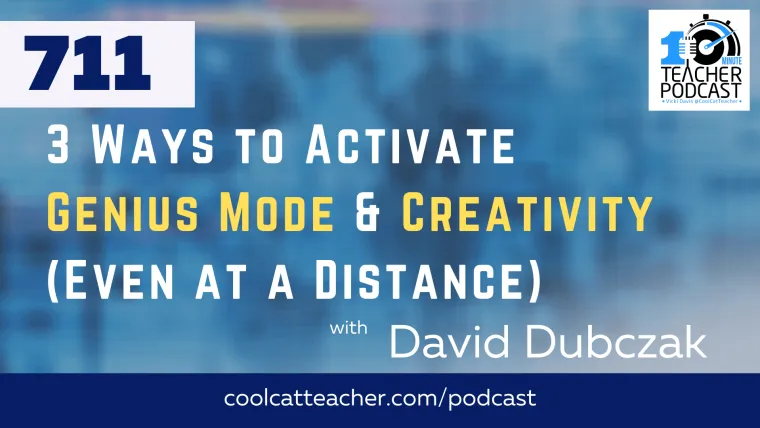 711
10
MINUTE
TEACHER
PODCAST
• Vicki Davis @CoolCatTeacher •
3 Ways to Activate
Genius Mode & Creativity
(Even at a Distance)
with
David Dubczak
coolcatteacher.com/podcast